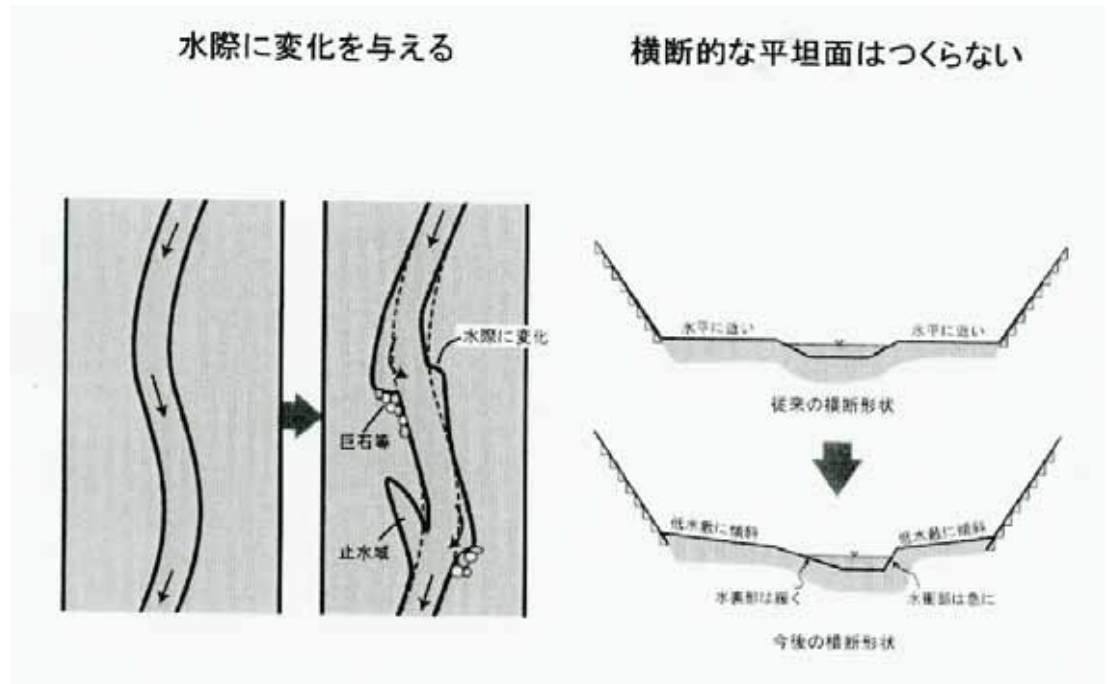 水際に変化を与える
水際に変化
巨石等
止水域
横断的な平坦面はつくらない
水平に近い
水平に近い
従来の横断形状
低水敷に傾斜
低水敷に傾斜
水裏部は緩く
水衝部は急に
今後の横断形状